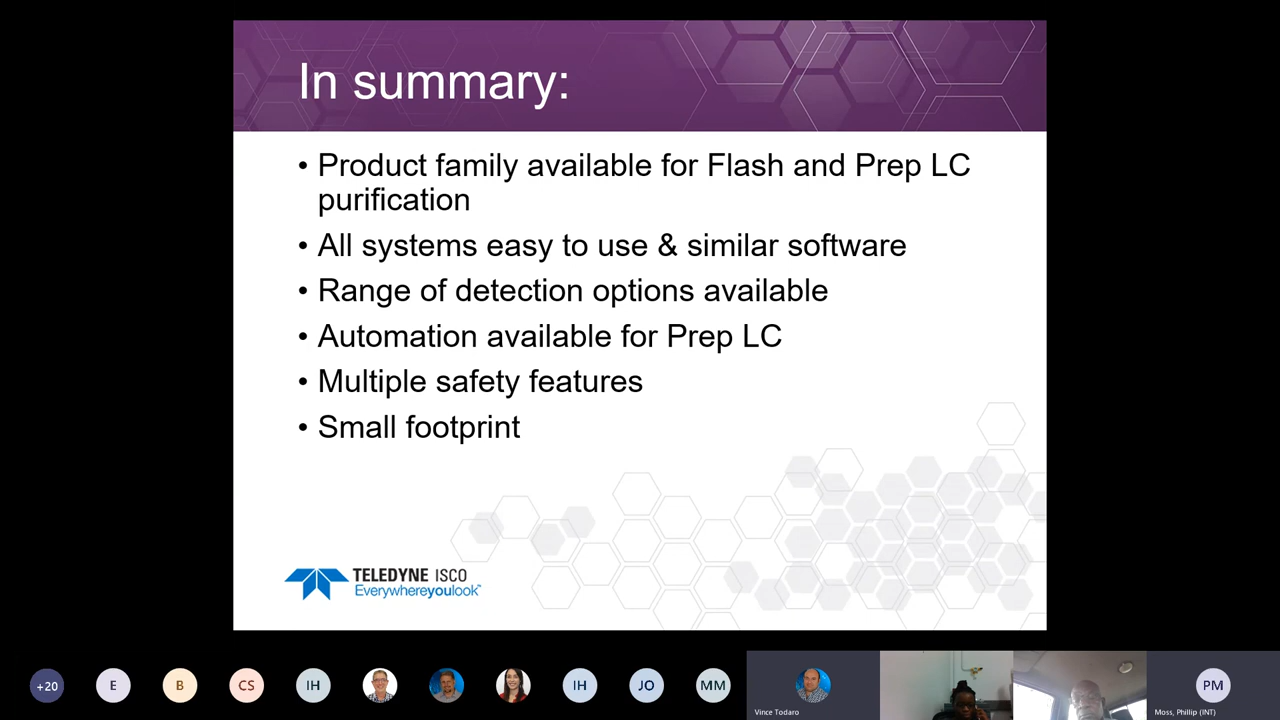 In summary:
• Product family available for Flash and Prep LC
purification
• All systems easy to use & similar software
• Range of detection options available
• Automation available for Prep LC
• Multiple safety features
• Small footprint
TELEDYNE ISCO
Everywhereyoulook™
+20
E
B
CS
IH
IH
JO
MM
PM
Vince Todaro
Moss, Phillip (INT)